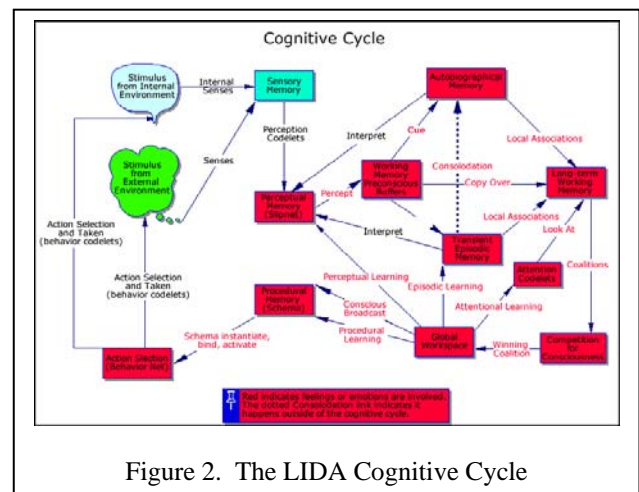 Cognitive Cycle
Stimulus
from Internal
Environment
Internal
Senses
Sensory
Memory
Autobiographical
Memory
Perception
Codelets
Interpret
Cue
Local Associations
Stimulus
from
External
Environment
Senses
Working
Memory
Preconscious
Buffers
Consolodation
Long-term
Working
Memory
Percept
Copy Over
Perceptual
Memory
(Slipnet)
Action Selection
and Taken
(behavior codelets)
Interpret
Transient
Episodic
Memory
Local Associations
Look At
Action Selection
and Taken
(behavior codelets)
Perceptual Learning
Episodic Learning
Attention
Codelets
Coalitions
Procedural
Memory
(Scheme)
Conscious
Broadcast
Attentional Learning
Schema instantiate,
bind, activate
Procedural
Learning
Global
Workspace
Winning
Coalition
Competition
for
Consciousness
Action Slection
(Behavior Net)
Red indicates feelings or emotions are involved.
The dotted Consolodation link indicates it
happens outside of the cognitive cycle.
Figure 2. The LIDA Cognitive Cycle